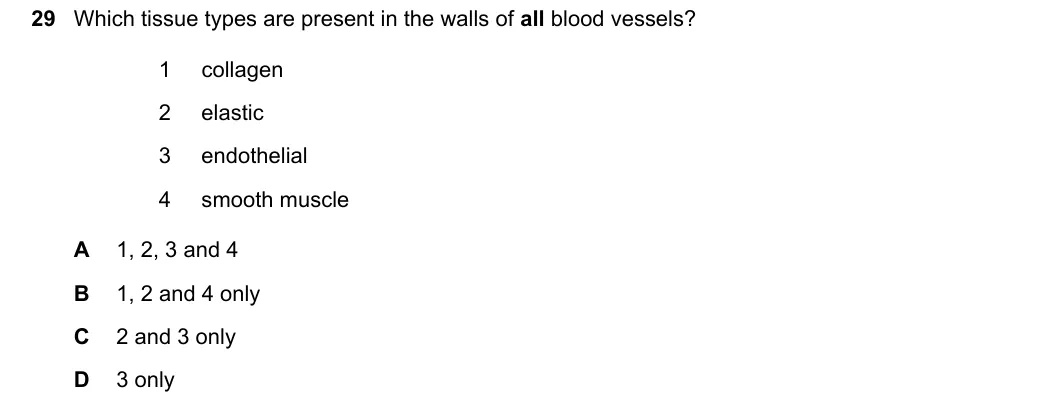 29 Which tissue types are present in the walls of all blood vessels?
1 collagen
2 elastic
3 endothelial
4 smooth muscle
A 1, 2, 3 and 4
B 1, 2 and 4 only
C 2 and 3 only
D 3 only